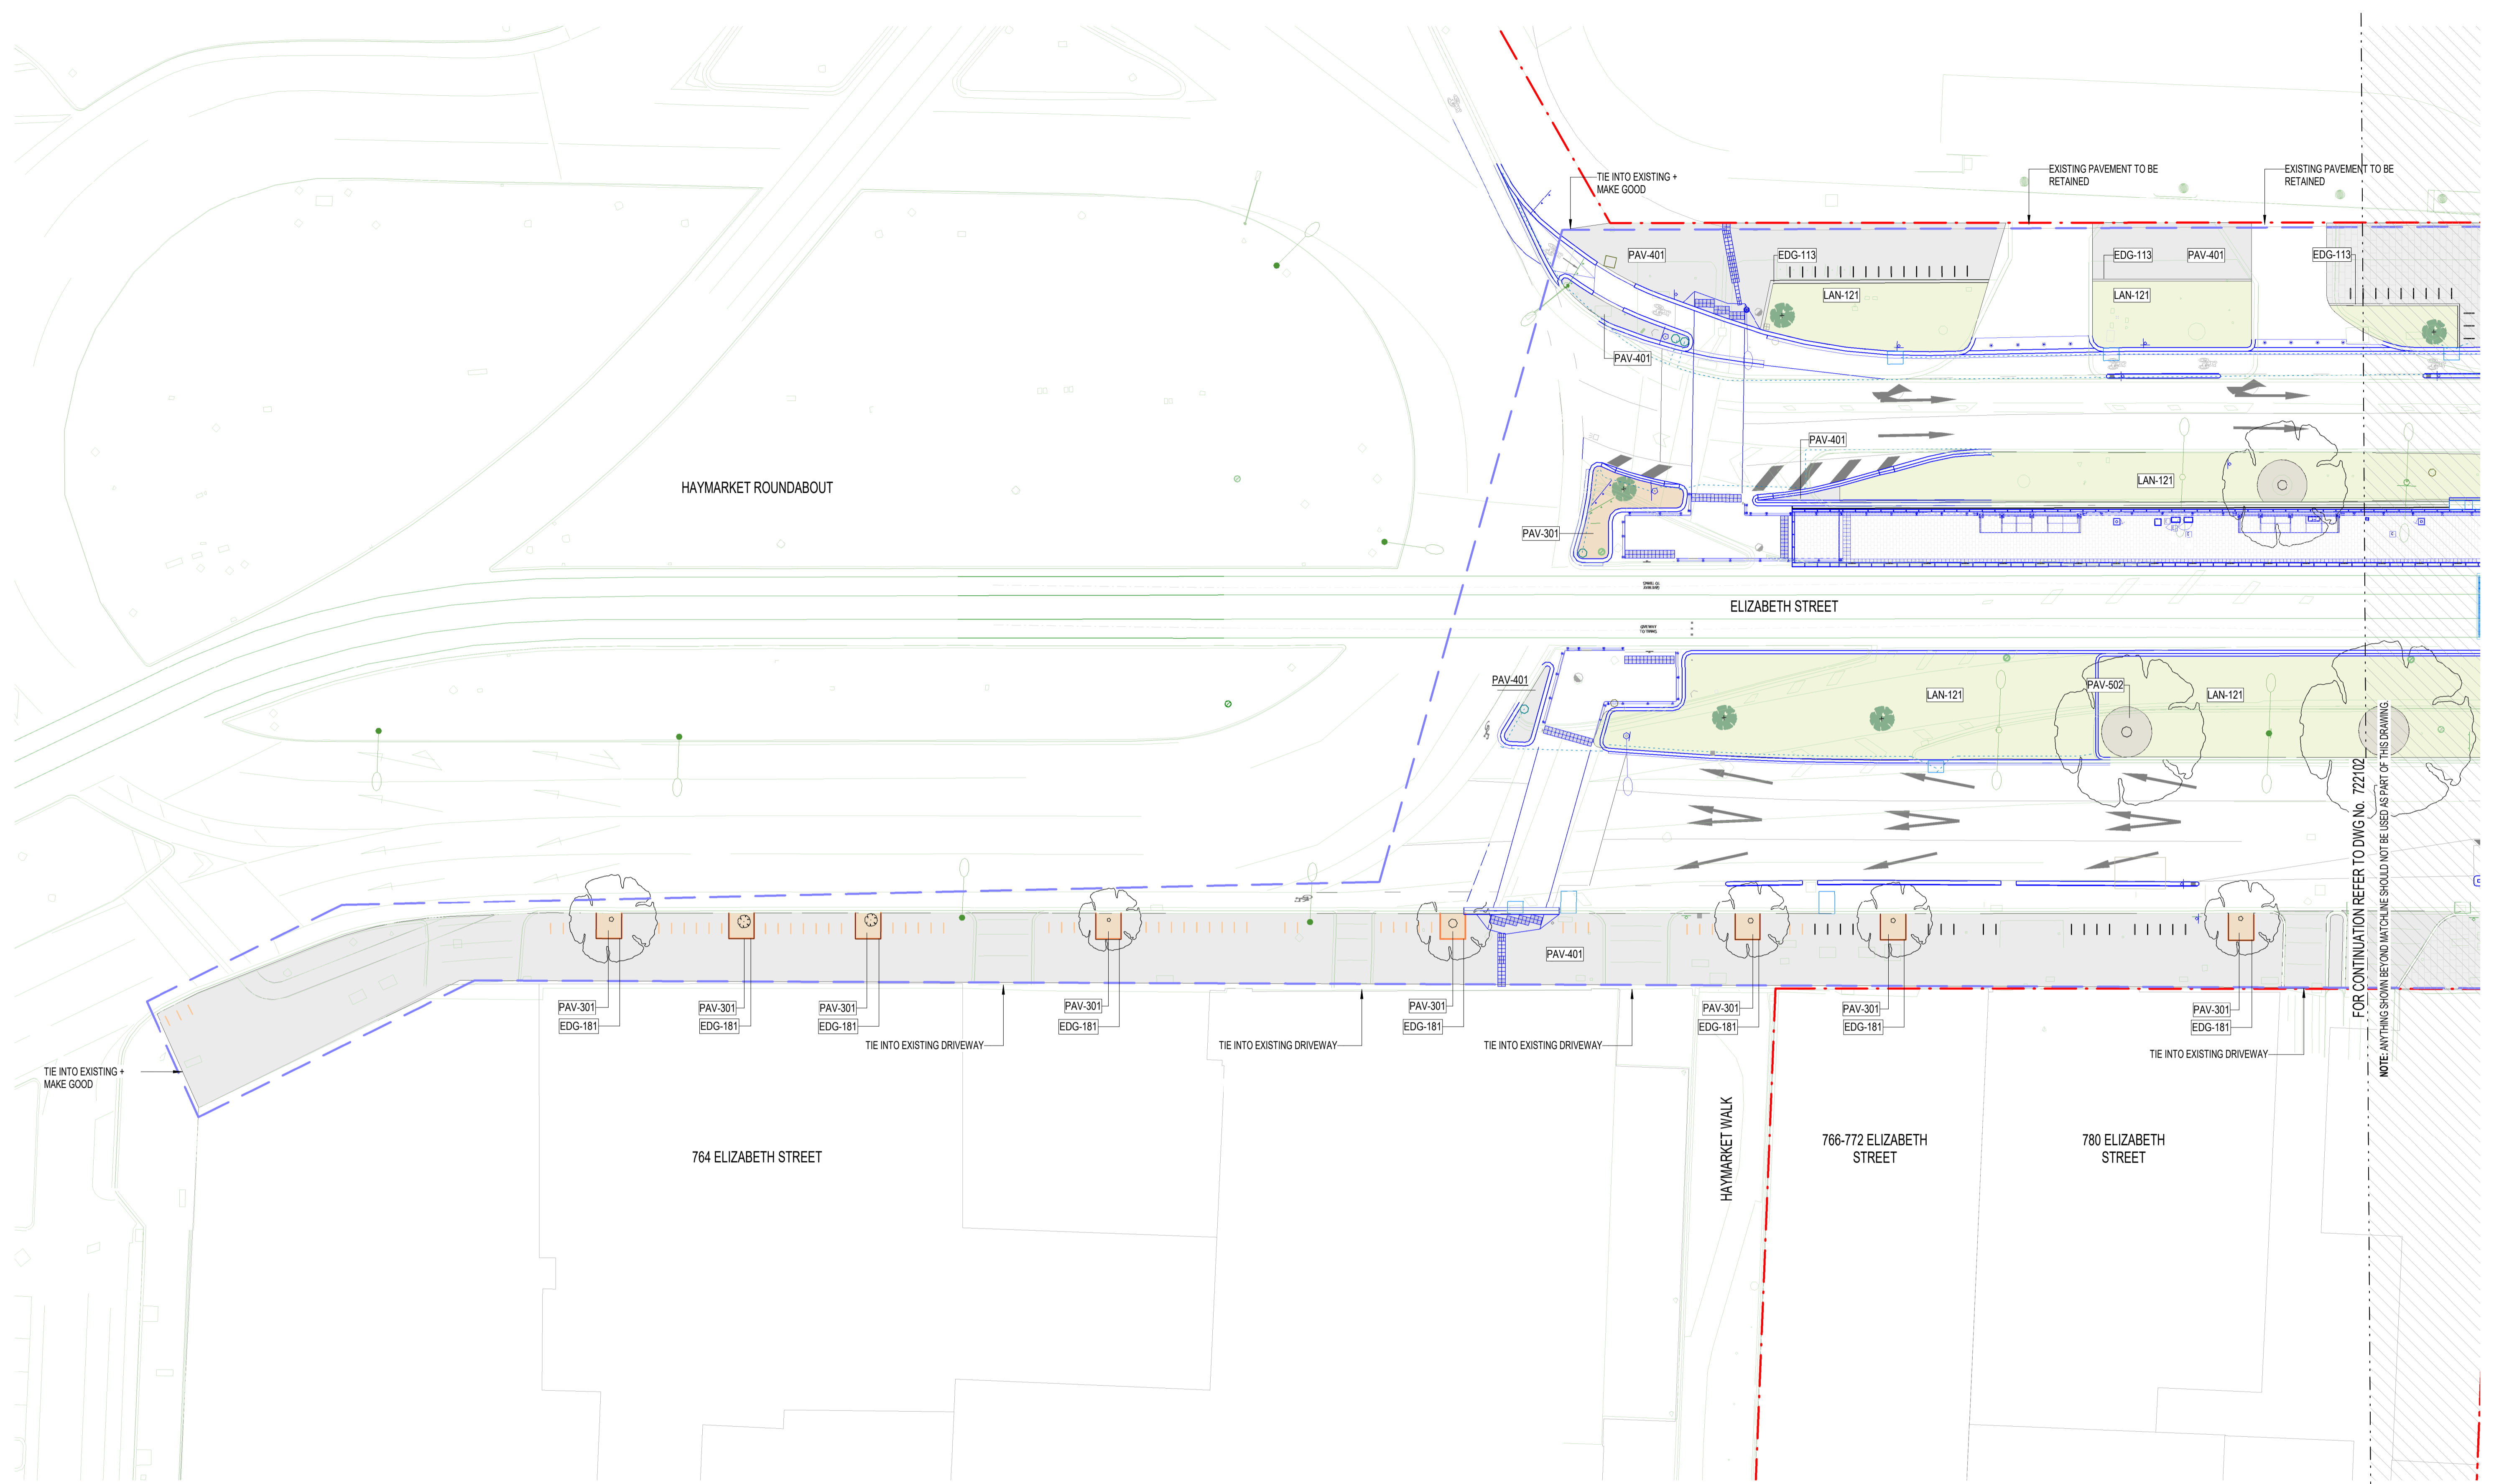 TIE INTO EXISTING +
MAKE GOOD
EXISTING PAVEMENT TO BE
RETAINED
EXISTING PAVEMENT TO BE
RETAINED
PAV-401
EDG-113
EDG-113
PAV-401
EDG-113
LAN-121
LAN-121
PAV-401
PAV-401
LAN-121
HAYMARKET ROUNDABOUT
PAV-301
ELIZABETH STREET
GIVE WAY
TO TRAMS
PAV-401
PAV-502
LAN-121
LAN-121
PAV-401
PAV-301
EDG-181
PAV-301
EDG-181
PAV-301
EDG-181
PAV-301
EDG-181
PAV-301
EDG-181
PAV-301
EDG-181
PAV-301
EDG-181
PAV-301
EDG-181
TIE INTO EXISTING DRIVEWAY
TIE INTO EXISTING DRIVEWAY
TIE INTO EXISTING DRIVEWAY
TIE INTO EXISTING DRIVEWAY
TIE INTO EXISTING +
MAKE GOOD
764 ELIZABETH STREET
HAYMARKET WALK
766-772 ELIZABETH
STREET
780 ELIZABETH
STREET
FOR CONTINUATION REFER TO DWG No. 722102
NOTE: ANYTHING SHOWN BEYOND MATCHLINE SHOULD NOT BE USED AS PART OF THIS DRAWING.